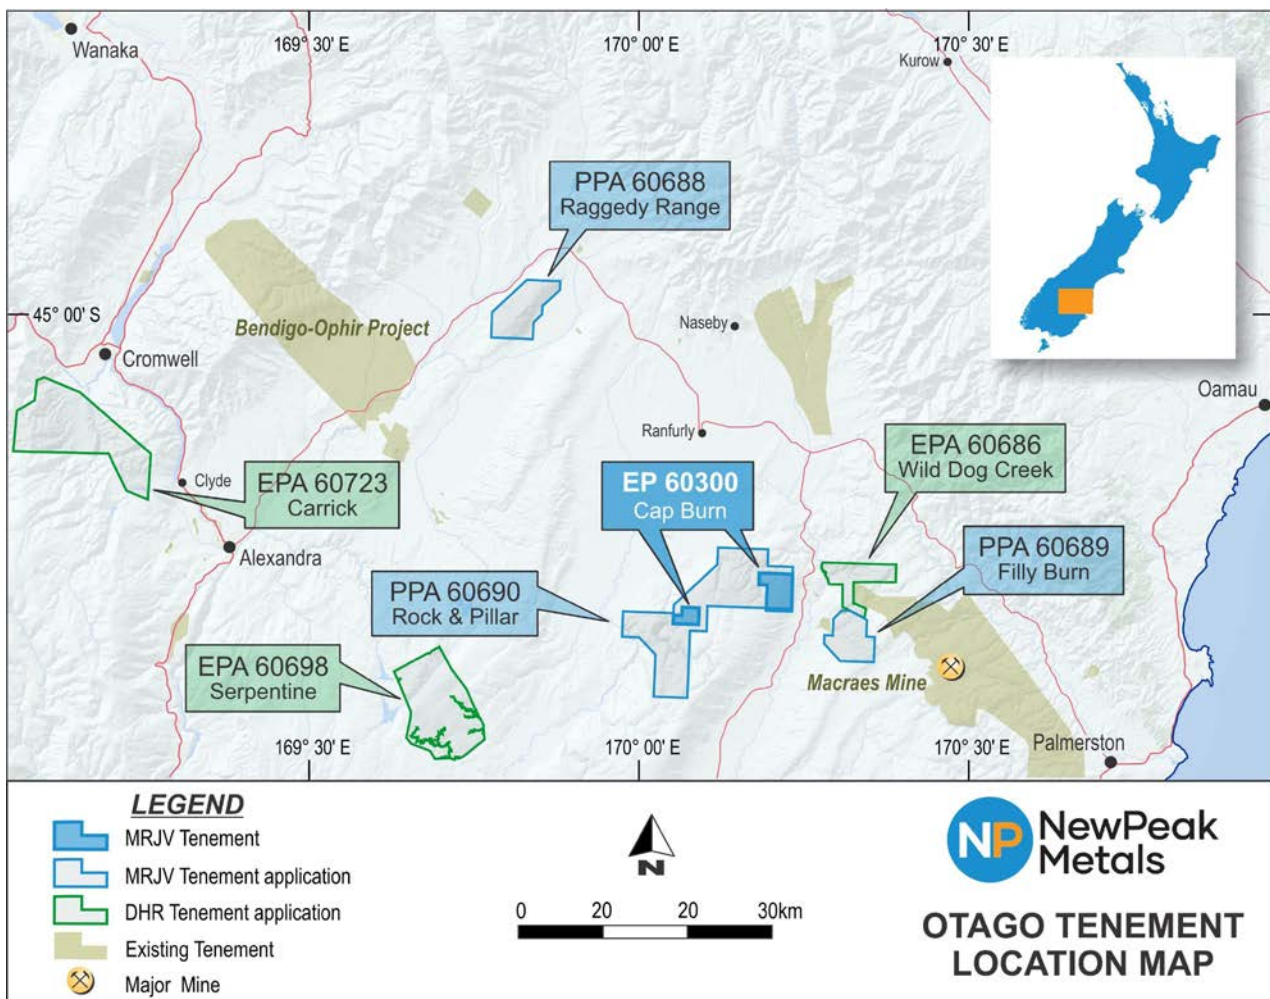 169° 30' E
170° 00' E
170° 30' E
Wanaka
Kurow
PPA 60688
Raggedy Range
45° 00' S
Bendigo-Ophir Project
Naseby
Cromwell
Oamau
Ranfurly
EPA 60686
Wild Dog Creek
EP 60300
Cap Burn
EPA 60723
Carrick
Clyde
Alexandra
PPA 60689
Filly Burn
PPA 60690
Rock & Pillar
EPA 60698
Serpentine
Macraes Mine
169° 30' E
170° 00' E
170° 30' E
Palmerston
LEGEND
MRJV Tenement
MRJV Tenement application
DHR Tenement application
Existing Tenement
Major Mine
N
0 20 20 30km
NP NewPeak
Metals
OTAGO TENEMENT
LOCATION MAP